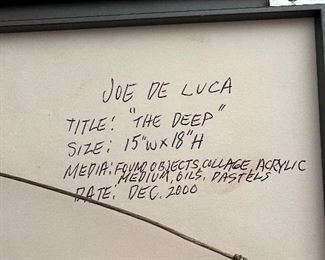 JOE DE LUCA
TITLE: "THE DEEP"
SIZE: 15"W X 18"H
MEDIA: FOUND OBJECTS, COLLAGE, ACRYLIC
MEDIUM, OILS, PASTELS
DATE: DEC. 2000